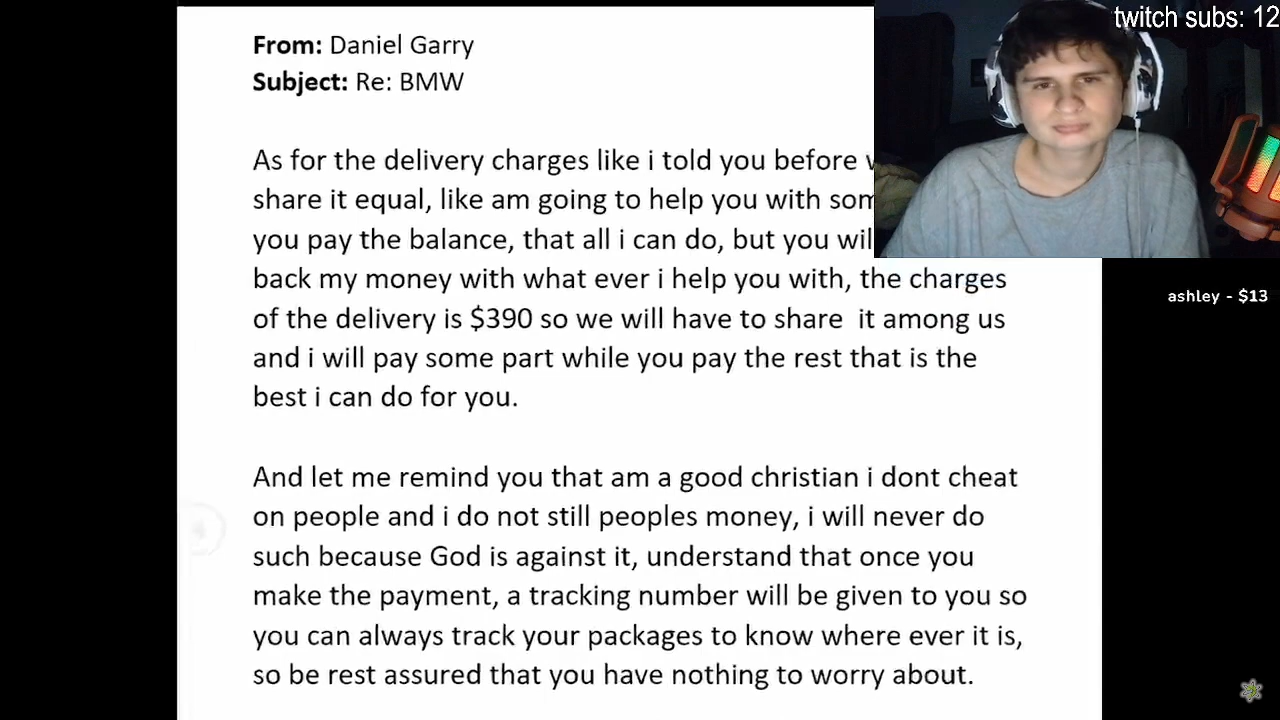 From: Daniel Garry
Subject: Re: BMW
As for the delivery charges like i told you before
share it equal, like am going to help you with
you pay the balance, that all i can do, but you
back my money with what ever i help you with, the charges
of the delivery is $390 so we will have to share it among us
and i will pay some part while you pay the rest that is the
best i can do for you.
And let me remind you that am a good christian i dont cheat
on people and i do not still peoples money, i will never do
such because God is against it, understand that once you
make the payment, a tracking number will be given to you so
you can always track your packages to know where ever it is,
so be rest assured that you have nothing to worry about.
twitch subs: 12
ashley - $13